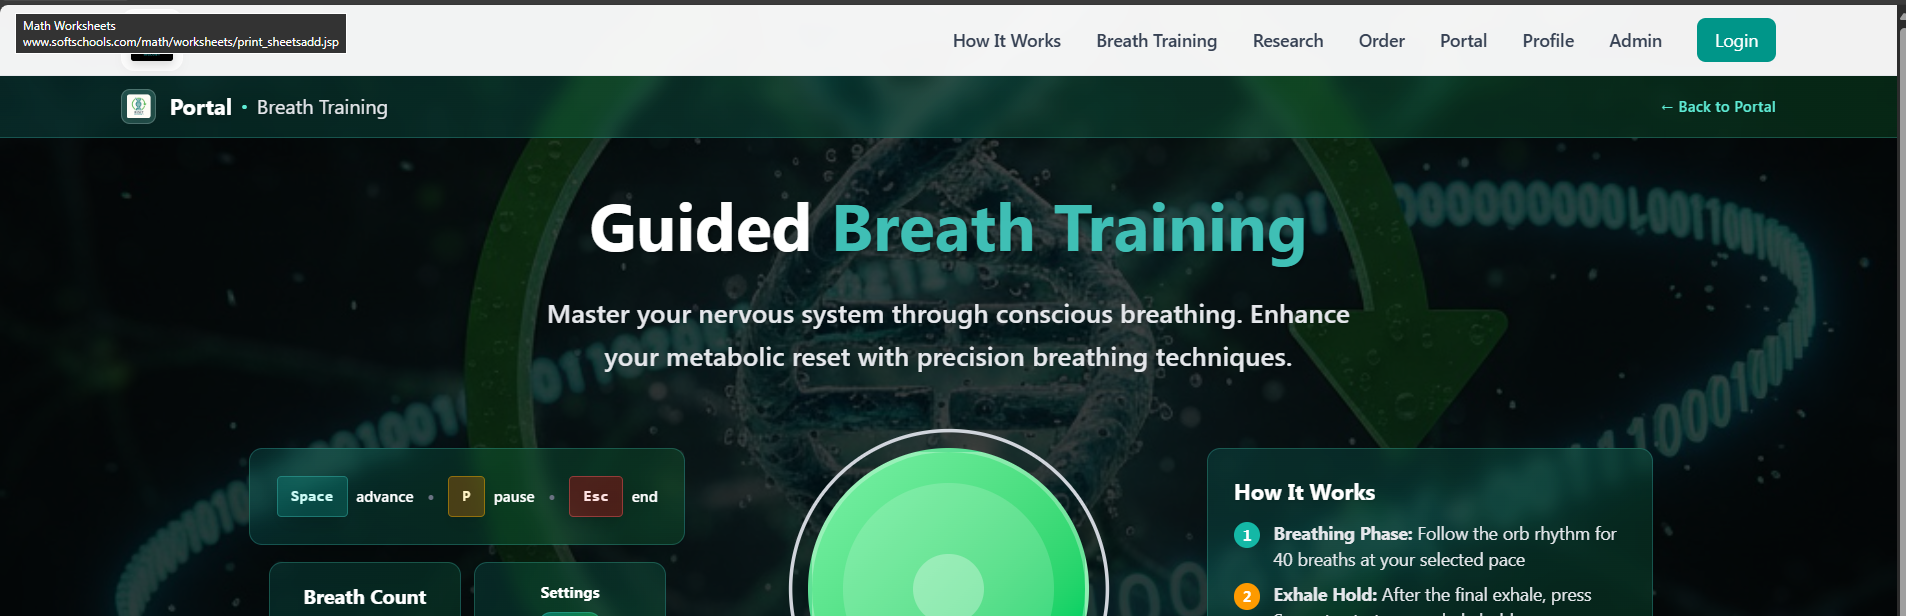 Math Worksheets
www.softschools.com/math/worksheets/print_sheetsadd.jsp
How It Works Breath Training Research Order Portal Profile Admin Login
Portal • Breath Training ← Back to Portal
Guided Breath Training
Master your nervous system through conscious breathing. Enhance
your metabolic reset with precision breathing techniques.
Space advance • P pause • Esc end
Breath Count
Settings
How It Works
1 Breathing Phase: Follow the orb rhythm for
40 breaths at your selected pace
2 Exhale Hold: After the final exhale, press